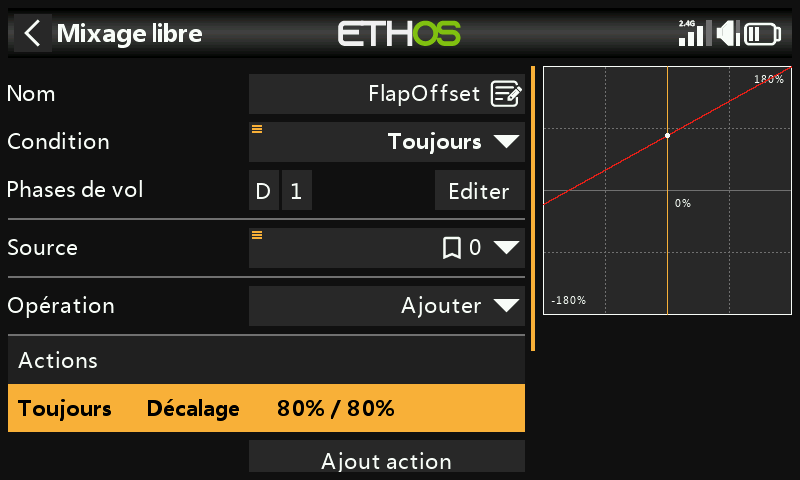 Mixage libre
ETHOS
2.4G
Nom
FlapOffset
Condition
Toujours
Phases de vol
D 1
Editer
Source
0
Opération
Ajouter
Actions
Toujours Décalage 80% / 80%
Ajout action
180%
0%
-180%